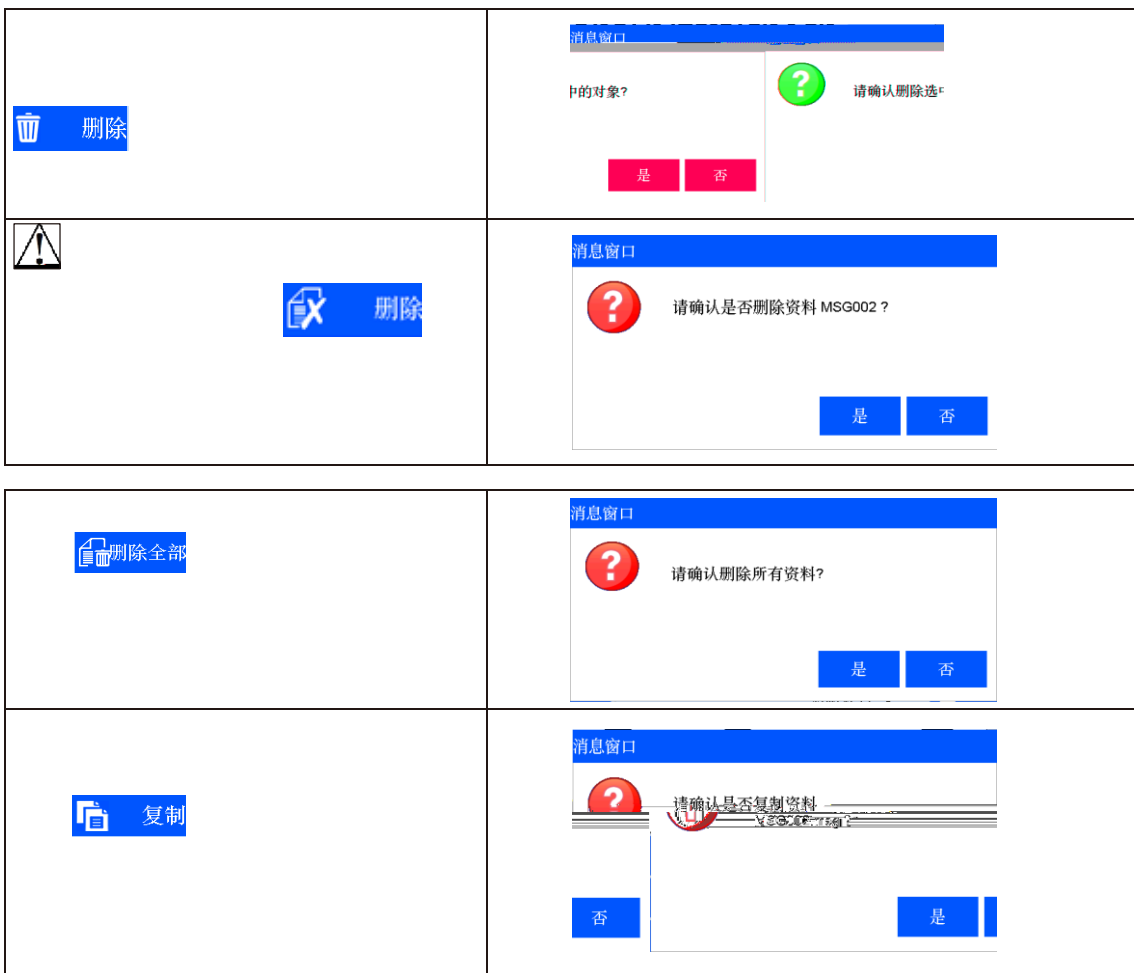 消息窗口
中的对象?
请确认删除选中
是 否
删除
消息窗口
请确认是否删除资料 MSG002 ?
删除
是 否
消息窗口
删除全部
请确认删除所有资料?
是 否
消息窗口
请确认是否复制资料
复制
否 是